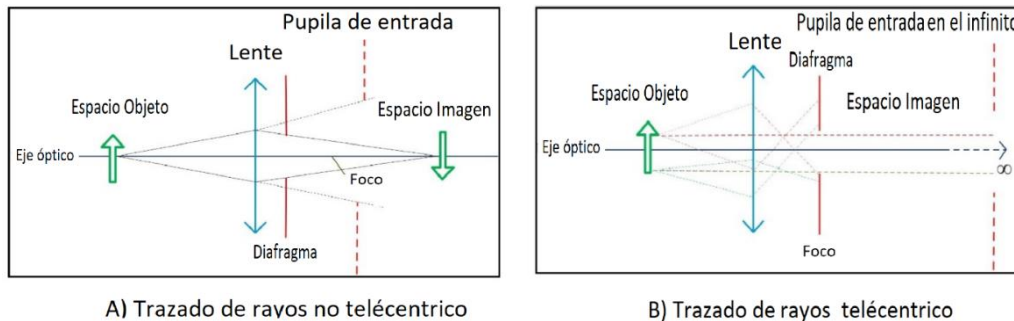 Pupila de entrada
Lente
Espacio Objeto
Espacio Imagen
Eje óptico
Foco
Diafragma
A) Trazado de rayos no telécentrico
Pupila de entrada en el infinito
Lente
Diafragma
Espacio Objeto
Espacio Imagen
Eje óptico
∞
Foco
B) Trazado de rayos telécentrico